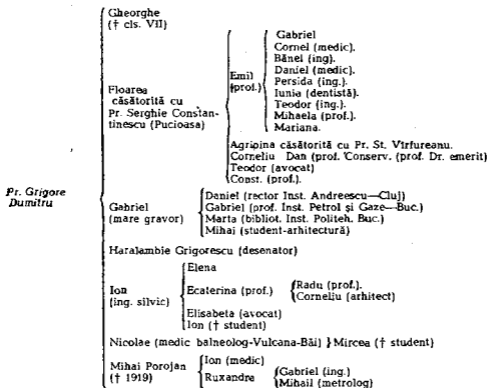 Gheorghe
(† cls. VII)
Gabriel
Cornel (medic).
Bănel (ing).
Daniel (medic).
Persida (ing.).
Iunia (dentistă).
Teodor (ing.).
Mihaela (prof.).
Mariana.
Emil
(prof.)
Floarea
căsătorită cu
Pr. Serghie Constan-
tinescu (Pucioasa)
Agripina căsătorită cu Pr. St. Vîrfureanu.
Corneliu Dan (prof. Conserv. (prof. Dr. emerit)
Teodor (avocat)
Const. (prof.).
Pr. Grigore
Dumitru
Gabriel
(mare gravor)
Daniel (rector Inst. Andreescu—Cluj)
Gabriel (prof. Inst. Petrol și Gaze—Buc.)
Marta (bibliot. Inst. Politeh. Buc.)
Mihai (student-arhitectură)
Haralambie Grigorescu (desenator)
Ion
(ing. silvic)
Elena
Ecaterina (prof.)
Radu (prof.).
Corneliu (arhitect)
Elisabeta (avocat)
Ion († student)
Nicolae (medic balneolog-Vulcana-Băi) } Mircea († student)
Mihai Porojan
(† 1919)
Ion (medic)
Ruxandra
Gabriel (ing.)
Mihail (metrolog)